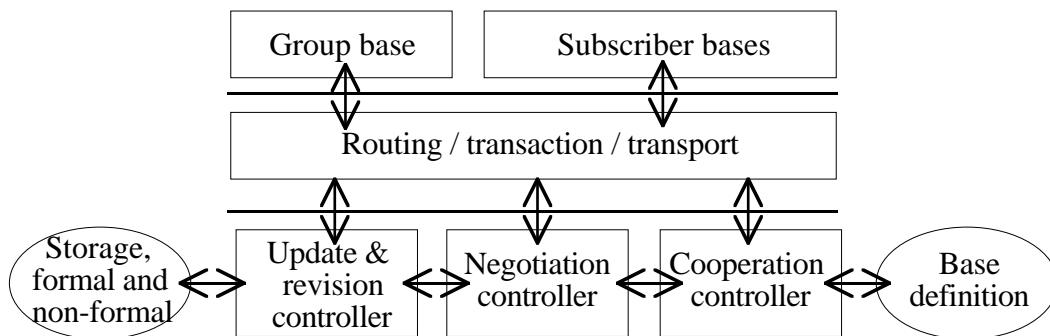 Group base
Subscriber bases
Routing / transaction / transport
Storage,
formal and
non-formal
Update &
revision
controller
Negotiation
controller
Cooperation
controller
Base
definition